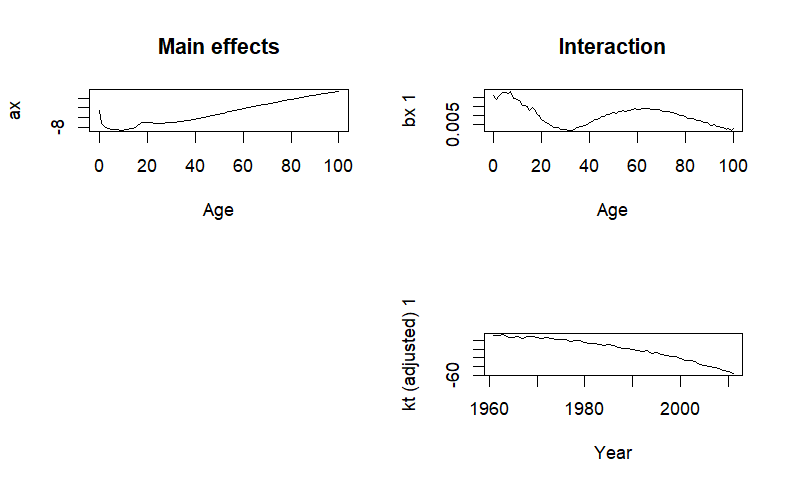 Main effects
ax
-8
0 20 40 60 80 100
Age
Interaction
bx 1
0.005
0 20 40 60 80 100
Age
kt (adjusted) 1
-60
1960 1980 2000
Year